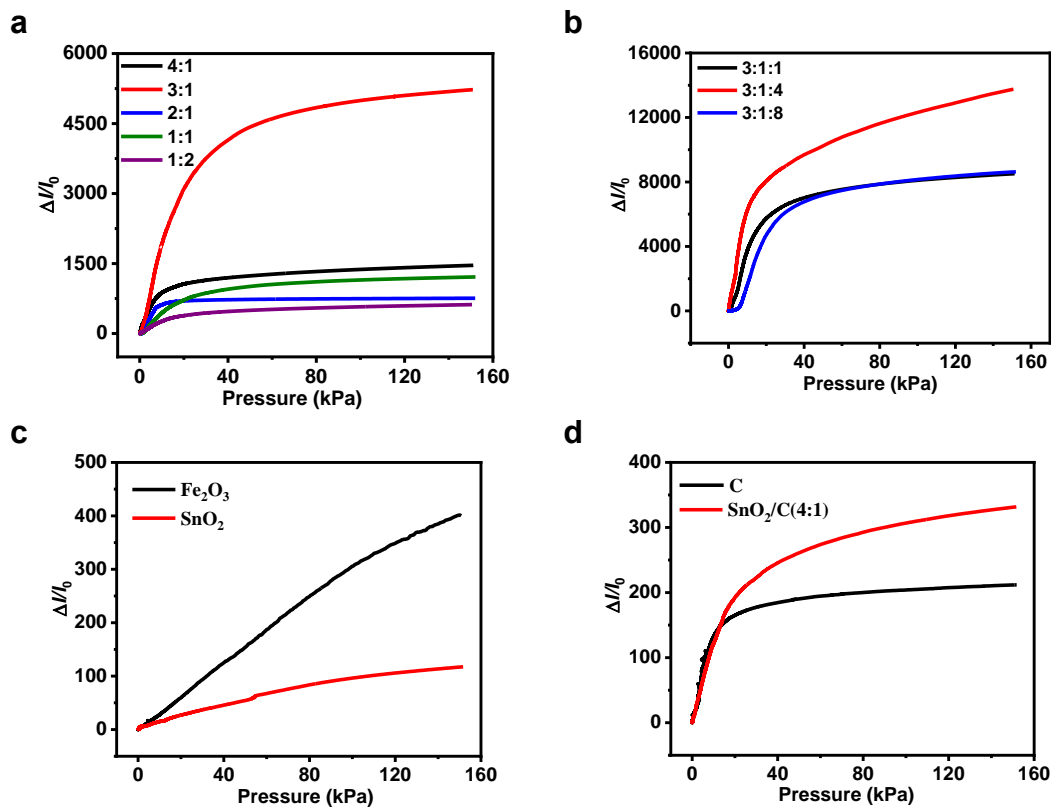 a
6000
4500
3000
1500
0
ΔI/I₀
4:1
3:1
2:1
1:1
1:2
0 40 80 120 160
Pressure (kPa)
b
16000
12000
8000
4000
0
ΔI/I₀
3:1:1
3:1:4
3:1:8
0 40 80 120 160
Pressure (kPa)
c
500
400
300
200
100
0
ΔI/I₀
Fe₂O₃
SnO₂
0 40 80 120 160
Pressure (kPa)
d
400
300
200
100
0
ΔI/I₀
C
SnO₂/C(4:1)
0 40 80 120 160
Pressure (kPa)